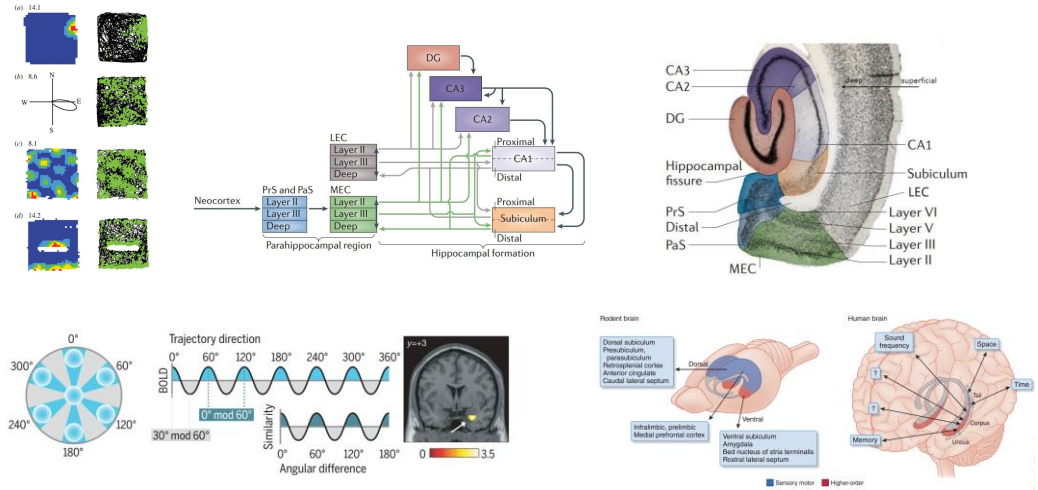 (a) 14.1
(b) 8.6
N
W
E
S
(c) 8.1
(d) 14.2
DG
CA3
CA2
LEC
Layer II
Layer III
Deep
Proximal
CA1
Distal
PrS and PaS
MEC
Neocortex
Layer II
Layer III
Deep
Layer II
Layer III
Deep
Proximal
Subiculum
Distal
Parahippocampal region
Hippocampal formation
CA3
CA2
deep
superficial
DG
CA1
Hippocampal
fissure
Subiculum
LEC
PrS
Distal
PaS
MEC
Layer VI
Layer V
Layer III
Layer II
0°
300°
60°
240°
120°
180°
Trajectory direction
0° 60° 120° 180° 240° 300° 360°
BOLD
0° mod 60°
30° mod 60°
Similarity
0° 60° 120° 180°
Angular difference
y=+3
0 3.5
Rodent brain
Dorsal subiculum
Presubiculum,
parasubiculum
Retrosplenial cortex
Anterior cingulate
Caudal lateral septum
Dorsal
Ventral
Infralimbic, prelimbic
Medial prefrontal cortex
Ventral subiculum
Amygdala
Bed nucleus of stria terminalis
Rostral lateral septum
Human brain
Sound
frequency
Space
?
Time
?
Tail
Corpus
Memory
Uncus
Sensory motor
Higher-order